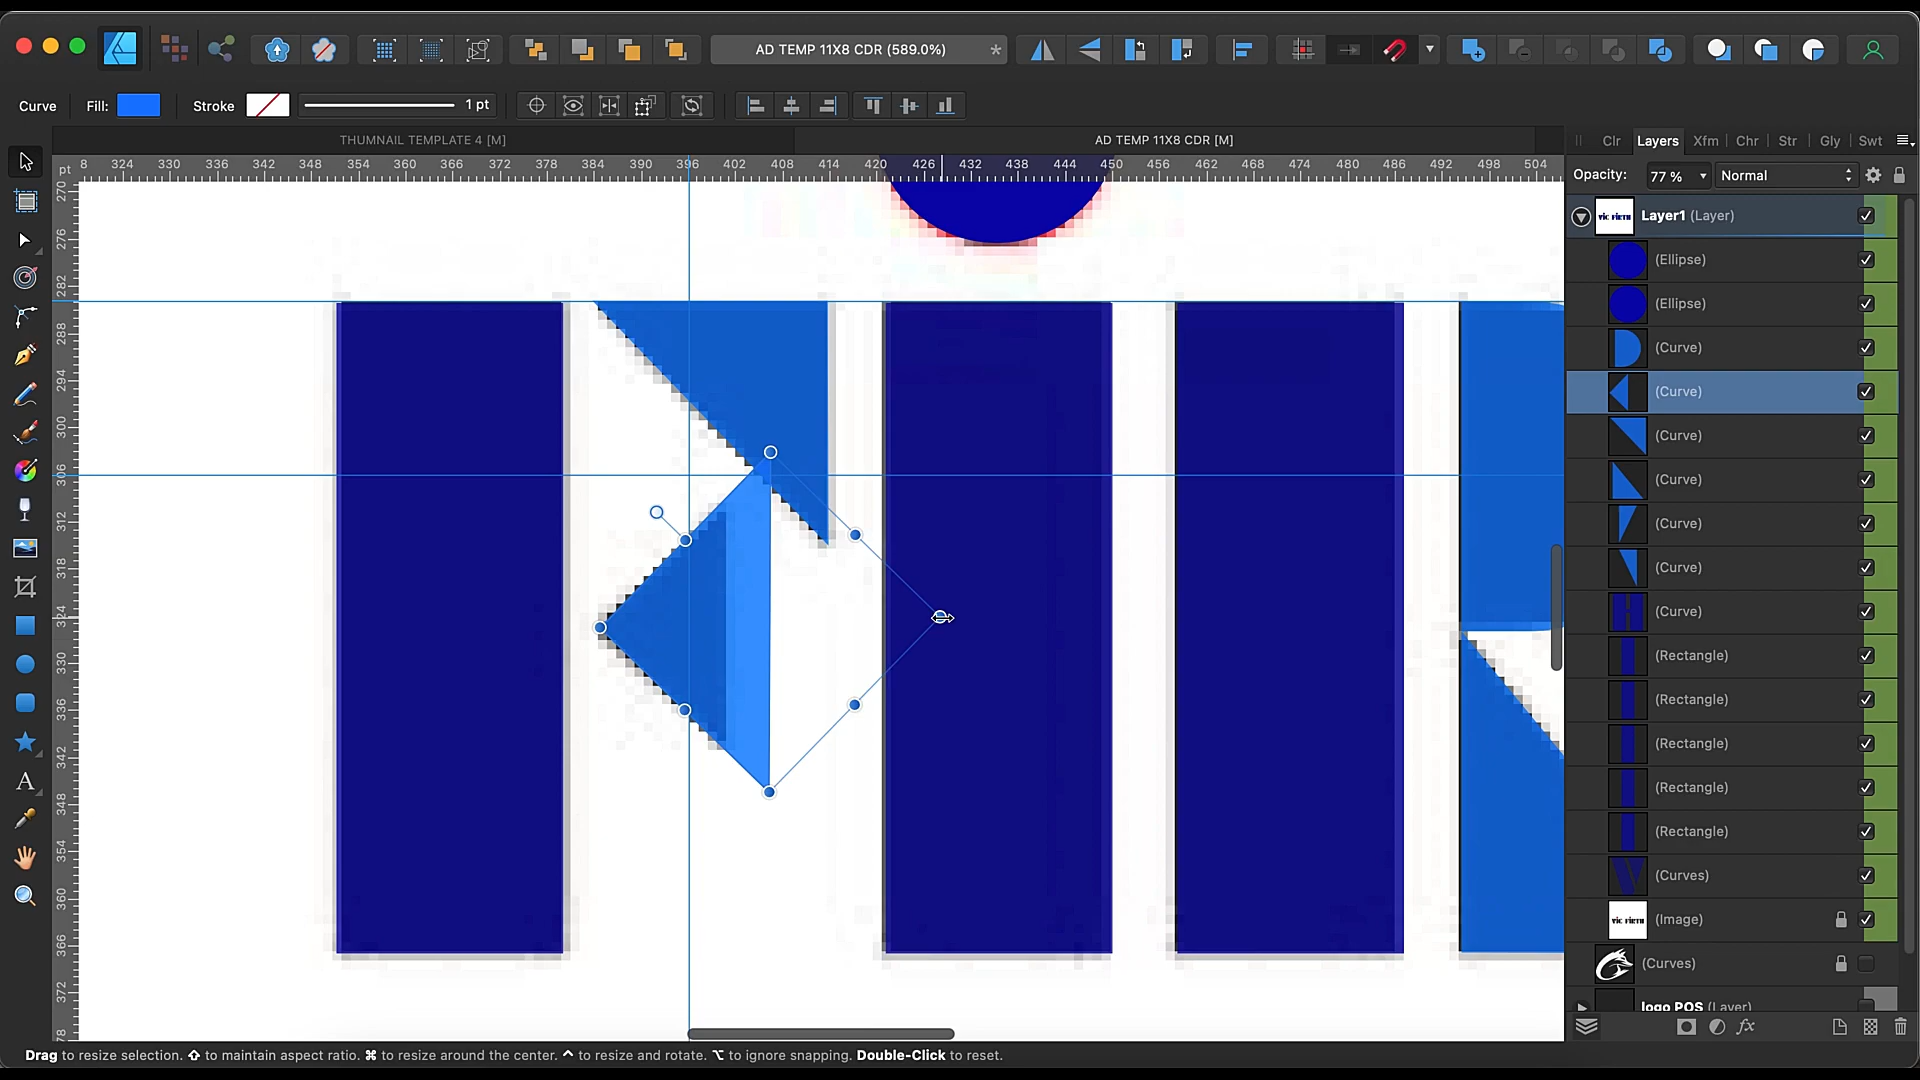 AD TEMP 11X8 CDR (589.0%)
*
Curve
Fill:
Stroke
1 pt
THUMNAIL TEMPLATE 4 [M]
AD TEMP 11X8 CDR [M]
Clr
Layers
Xfm
Chr
Str
Gly
Swt
pt
8 324 330 336 342 348 354 360 366 372 378 384 390 396 402 408 414 420 426 432 438 444 450 456 462 468 474 480 486 492 498 504
270
276
282
288
294
300
306
312
318
324
330
336
342
348
354
360
366
372
78
Opacity:
77 %
Normal
Layer1 (Layer)
(Ellipse)
(Ellipse)
(Curve)
(Curve)
(Curve)
(Curve)
(Curve)
(Curve)
(Curve)
(Rectangle)
(Rectangle)
(Rectangle)
(Rectangle)
(Rectangle)
(Curves)
VIC FIRTH
(Image)
(Curves)
logo POS (Layer)
fx
A
Drag to resize selection. ⇧ to maintain aspect ratio. ⌘ to resize around the center. ^ to resize and rotate. ⌥ to ignore snapping. Double-Click to reset.